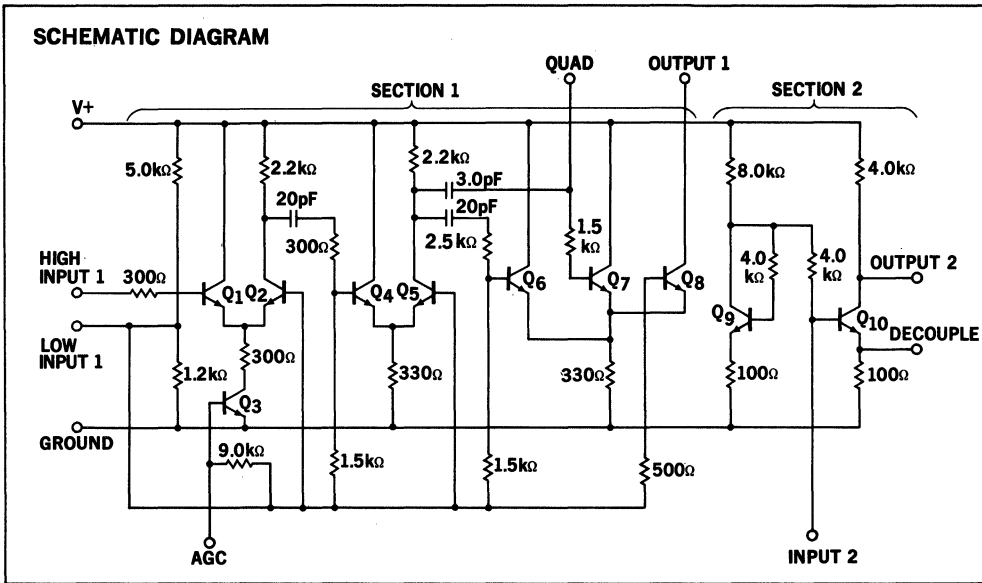 SCHEMATIC DIAGRAM
QUAD
OUTPUT 1
SECTION 1
SECTION 2
V+
5.0kΩ
2.2kΩ
2.2kΩ
8.0kΩ
4.0kΩ
3.0pF
20pF
20pF
300Ω
2.5kΩ
1.5
kΩ
4.0
kΩ
4.0
kΩ
HIGH
INPUT 1
300Ω
Q1
Q2
Q4
Q5
Q6
Q7
Q8
Q9
Q10
OUTPUT 2
DECOUPLE
LOW
INPUT 1
1.2kΩ
300Ω
330Ω
330Ω
100Ω
100Ω
Q3
GROUND
9.0kΩ
1.5kΩ
1.5kΩ
500Ω
AGC
INPUT 2